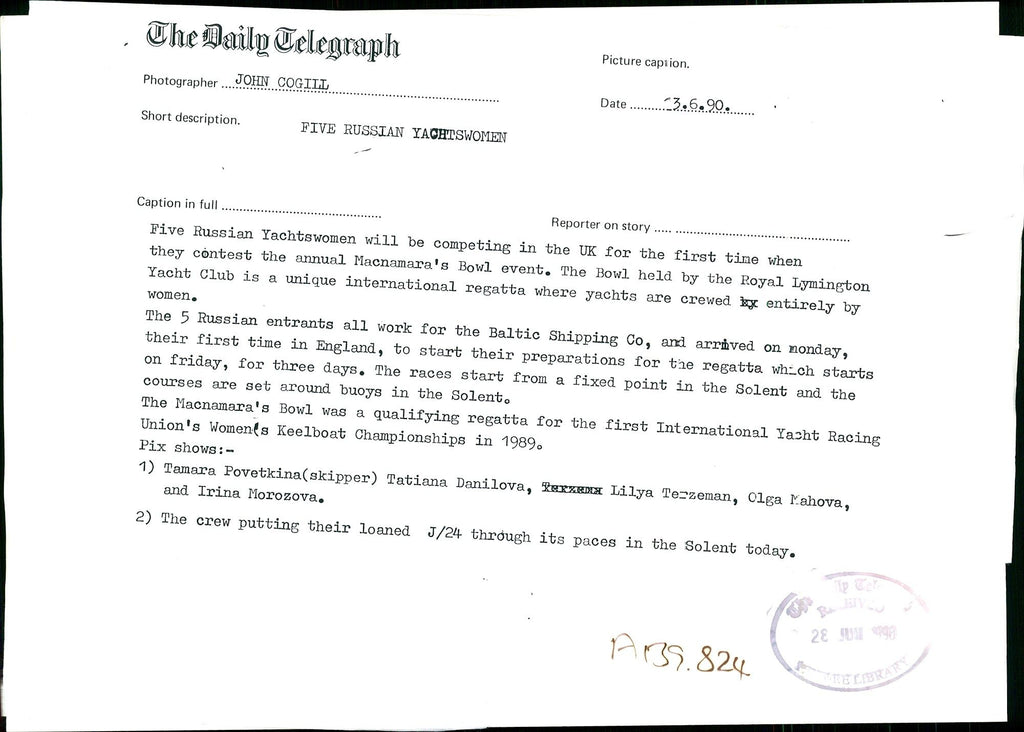 The Daily Telegraph
Picture caption.
Photographer ...JOHN COGILL
Date ..........3.6.90.
Short description.
FIVE RUSSIAN YACHTSWOMEN
Caption in full
Reporter on story
Five Russian Yachtswomen will be competing in the UK for the first time when
they contest the annual Macnamara's Bowl event. The Bowl held by the Royal Lymington
Yacht Club is a unique international regatta where yachts are crewed entirely by
women.
The 5 Russian entrants all work for the Baltic Shipping Co, and arrived on monday,
their first time in England, to start their preparations for the regatta which starts
on friday, for three days. The races start from a fixed point in the Solent and the
courses are set around buoys in the Solent.
The Macnamara's Bowl was a qualifying regatta for the first International Yacht Racing
Union's Women's Keelboat Championships in 1989.
Pix shows:-
1) Tamara Povetkina(skipper) Tatiana Danilova, Lilya Terzeman, Olga Mahova,
and Irina Morozova.
2) The crew putting their loaned J/24 through its paces in the Solent today.
A139.824
RECEIVED
28 JUN 1990
LIBRARY